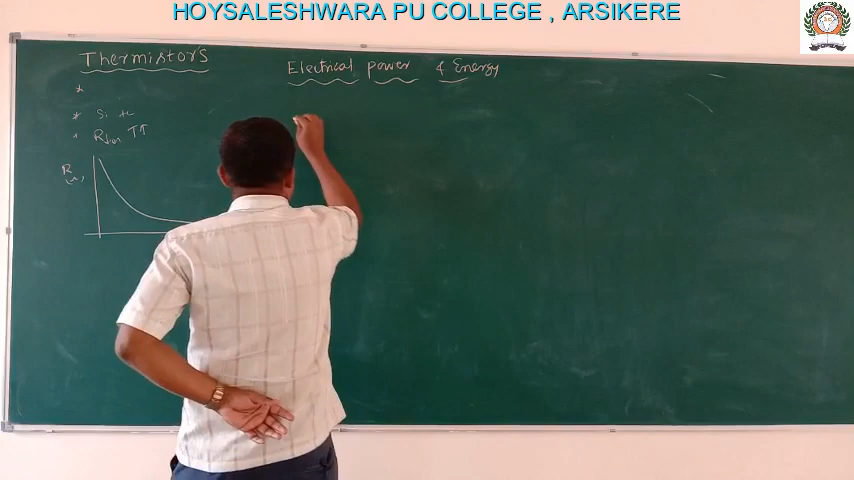 HOYSALESHWARA PU COLLEGE , ARSIKERE
Thermistors
*
* Si
* T↑↑
R
Electrical power & Energy